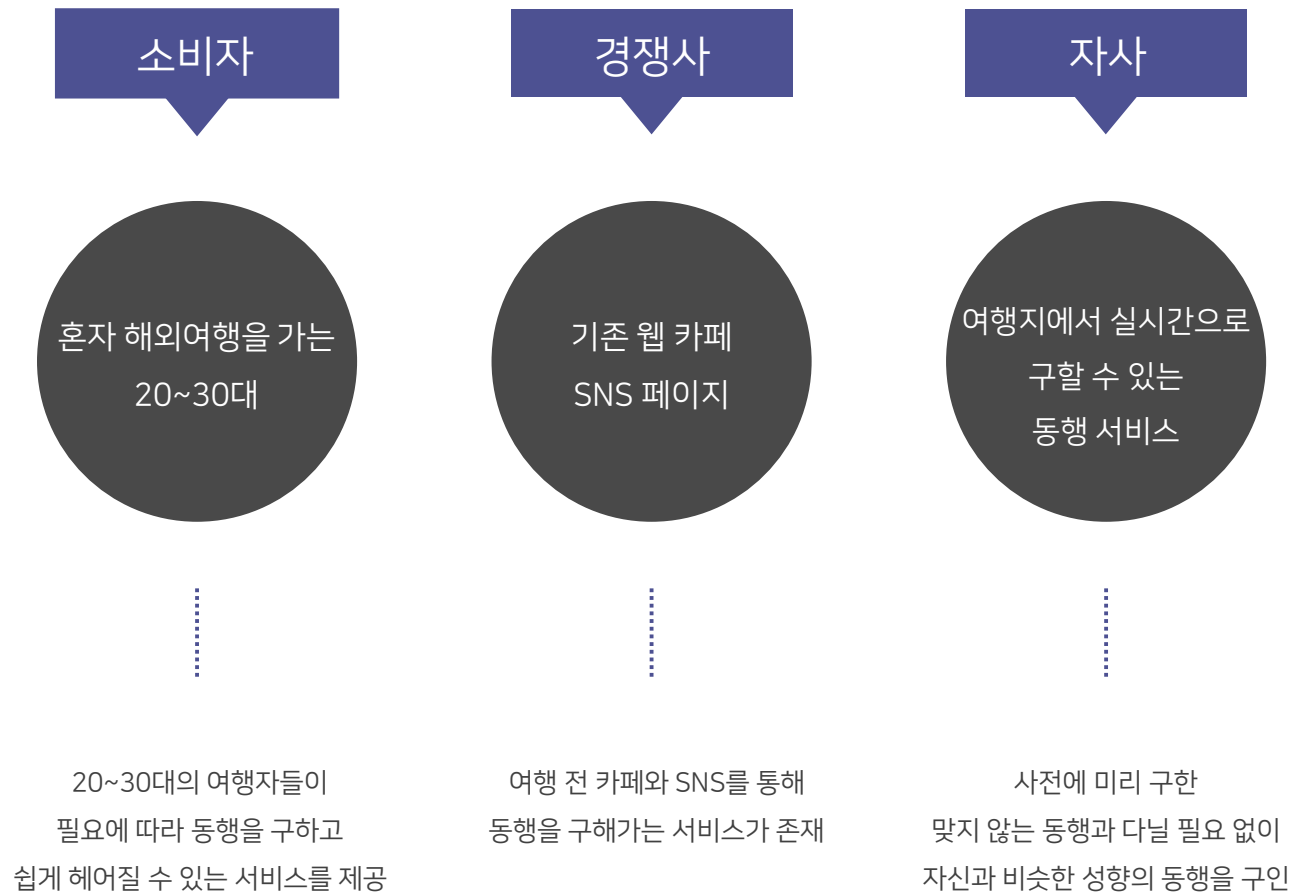 소비자
혼자 해외여행을 가는
20~30대
20~30대의 여행자들이
필요에 따라 동행을 구하고
쉽게 헤어질 수 있는 서비스를 제공
경쟁사
기존 웹 카페
SNS 페이지
여행 전 카페와 SNS를 통해
동행을 구해가는 서비스가 존재
자사
여행지에서 실시간으로
구할 수 있는
동행 서비스
사전에 미리 구한
맞지 않는 동행과 다닐 필요 없이
자신과 비슷한 성향의 동행을 구인